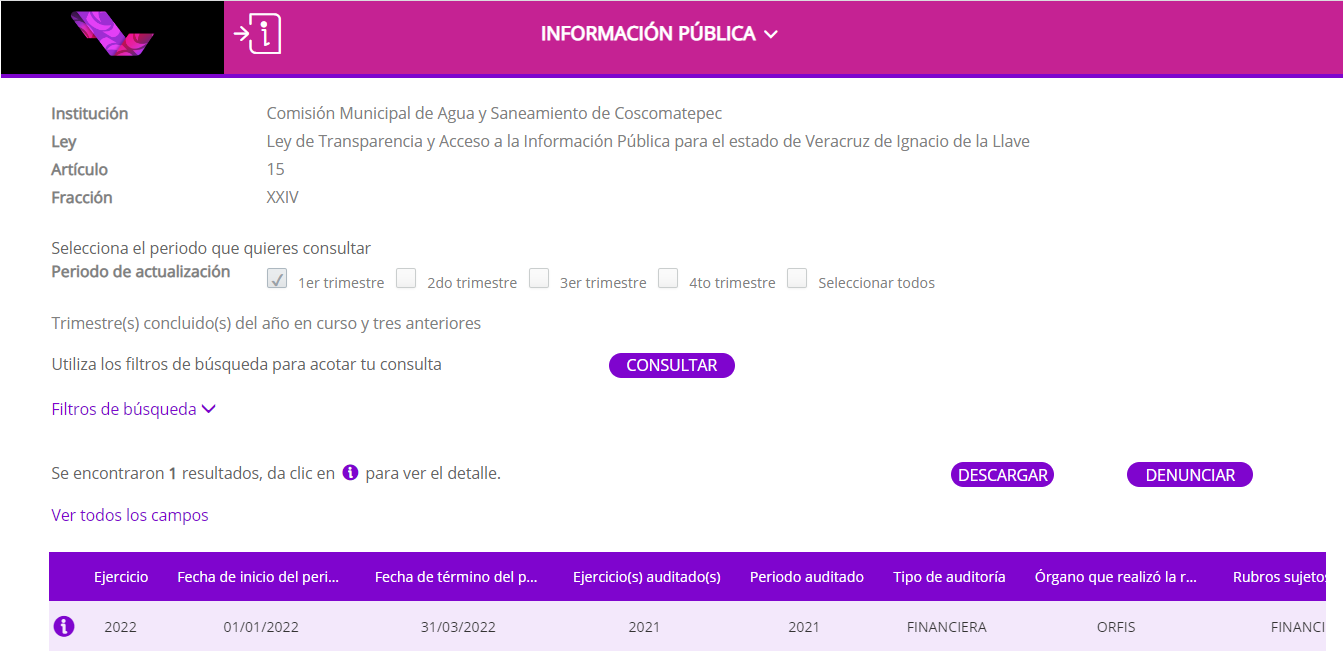 INFORMACIÓN PÚBLICA
Institución Comisión Municipal de Agua y Saneamiento de Coscomatepec
Ley Ley de Transparencia y Acceso a la Información Pública para el estado de Veracruz de Ignacio de la Llave
Artículo 15
Fracción XXIV
Selecciona el periodo que quieres consultar
Periodo de actualización 1er trimestre 2do trimestre 3er trimestre 4to trimestre Seleccionar todos
Trimestre(s) concluido(s) del año en curso y tres anteriores
Utiliza los filtros de búsqueda para acotar tu consulta CONSULTAR
Filtros de búsqueda
Se encontraron 1 resultados, da clic en i para ver el detalle. DESCARGAR DENUNCIAR
Ver todos los campos
Ejercicio Fecha de inicio del peri... Fecha de término del p... Ejercicio(s) auditado(s) Periodo auditado Tipo de auditoría Órgano que realizó la r... Rubros sujetos
2022 01/01/2022 31/03/2022 2021 2021 FINANCIERA ORFIS FINANCI